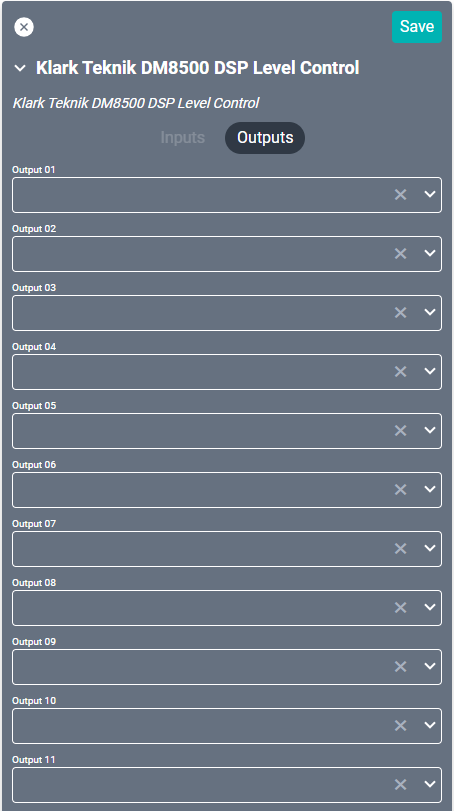 Save
Klark Teknik DM8500 DSP Level Control
Klark Teknik DM8500 DSP Level Control
Inputs Outputs
Output 01
Output 02
Output 03
Output 04
Output 05
Output 06
Output 07
Output 08
Output 09
Output 10
Output 11